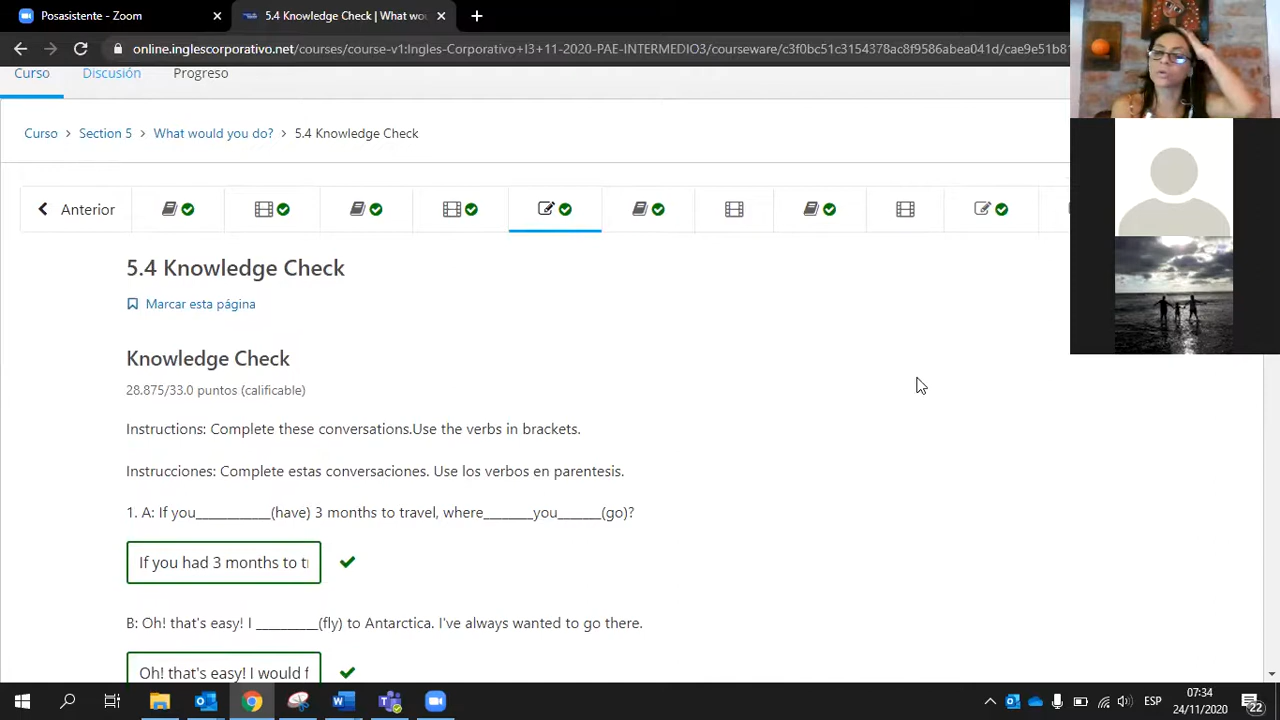 Posasistente - Zoom
5.4 Knowledge Check | What wou
online.inglescorporativo.net/courses/course-v1:Ingles-Corporativo+I3+11-2020-PAE-INTERMEDIO3/courseware/c3f0bc51c3154378ac8f9586abea041d/cae9e51b8
Curso Discusión Progreso
Curso > Section 5 > What would you do? > 5.4 Knowledge Check
Anterior
5.4 Knowledge Check
Marcar esta página
Knowledge Check
28.875/33.0 puntos (calificable)
Instructions: Complete these conversations.Use the verbs in brackets.
Instrucciones: Complete estas conversaciones. Use los verbos en parentesis.
1. A: If you___________(have) 3 months to travel, where_______you______(go)?
If you had 3 months to t
B: Oh! that's easy! I _________(fly) to Antarctica. I've always wanted to go there.
Oh! that's easy! I would f
ESP
07:34
24/11/2020
22